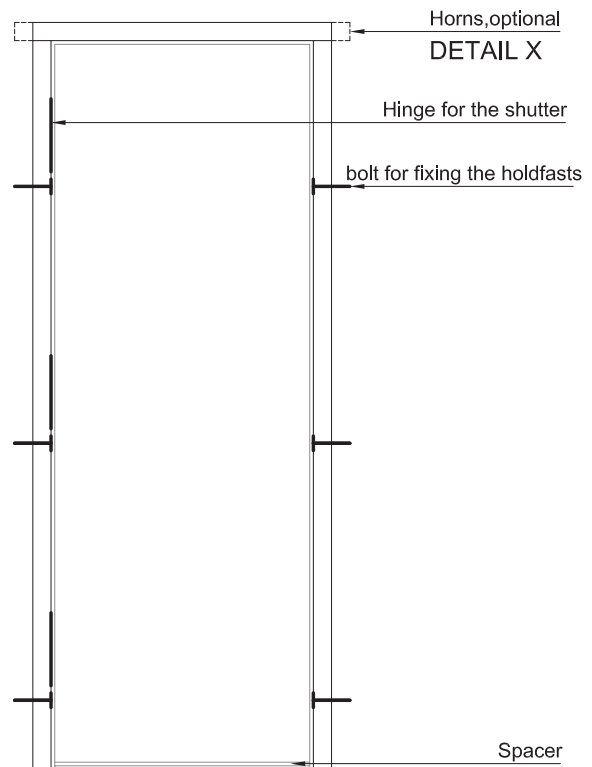 Horns,optional
DETAIL X
Hinge for the shutter
bolt for fixing the holdfasts
Spacer